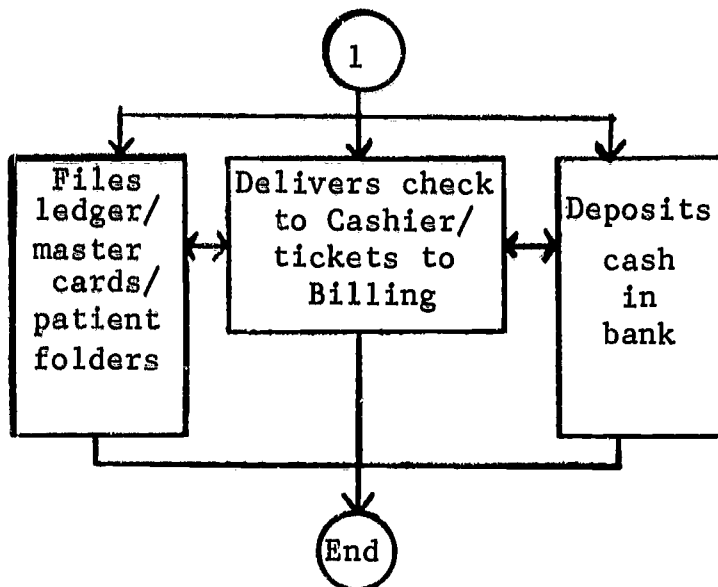 1
Files
ledger/
master
cards/
patient
folders
Delivers check
to Cashier/
tickets to
Billing
Deposits
cash
in
bank
End